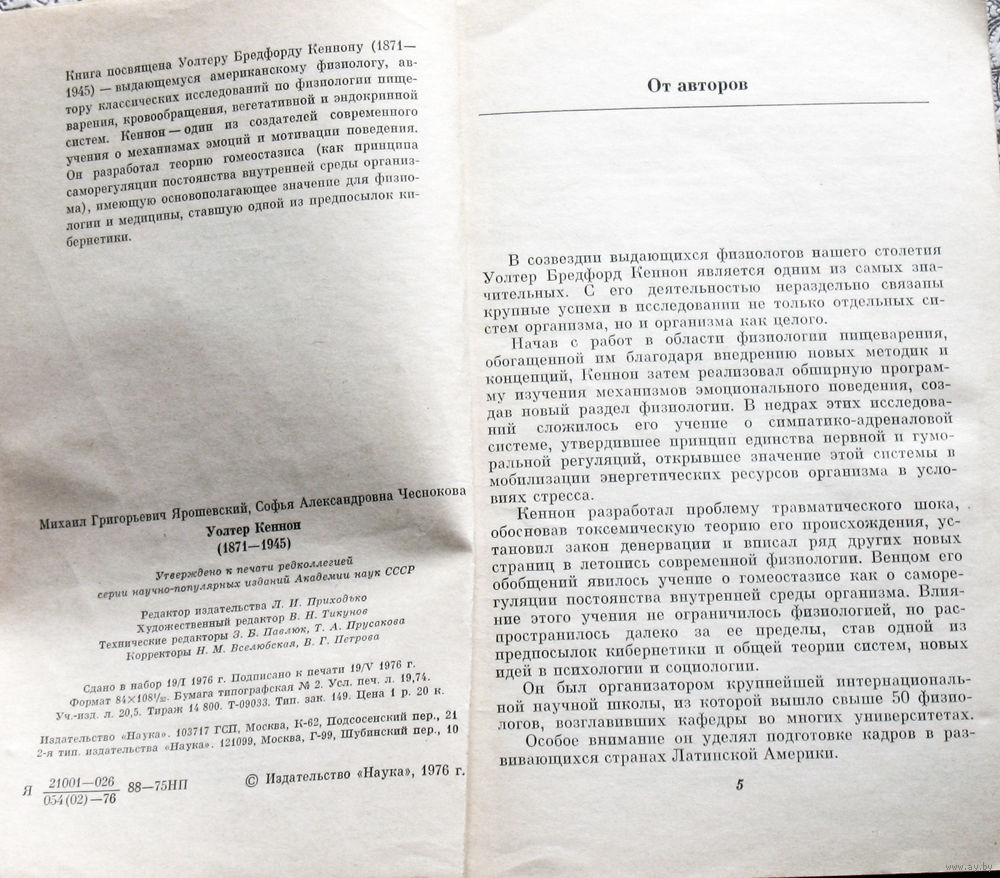 Книга посвящена Уолтеру Бредфорду Кеннону (1871—
1945) — выдающемуся американскому физиологу, ав-
тору классических исследований по физиологии пище-
варения, кровообращения, вегетативной и эндокринной
систем. Кеннон — один из создателей современного
учения о механизмах эмоций и мотивации поведения.
Он разработал теорию гомеостазиса (как принципа
саморегуляции постоянства внутренней среды организ-
ма), имеющую основополагающее значение для физио-
логии и медицины, ставшую одной из предпосылок ки-
бернетики.
Михаил Григорьевич Ярошевский, Софья Александровна Чеснокова
Уолтер Кеннон
(1871—1945)
Утверждено к печати редколлегией
серии научно-популярных изданий Академии наук СССР
Редактор издательства Л. И. Приходько
Художественный редактор В. Н. Тикунов
Технические редакторы Э. Б. Павлюк, Т. А. Прусакова
Корректоры Н. М. Вселюбская, В. Г. Петрова
Сдано в набор 19/I 1976 г. Подписано к печати 19/V 1976 г.
Формат 84×108¹/₃₂. Бумага типографская № 2. Усл. печ. л. 19,74.
Уч.-изд. л. 20,5. Тираж 14 800. Т-09033. Тип. зак. 149. Цена 1 р. 20 к.
Издательство «Наука». 103717 ГСП, Москва, К-62, Подсосенский пер., 21
2-я тип. издательства «Наука». 121099, Москва, Г-99, Шубинский пер., 10
Я 21001—026
054(02)—76 88—75НП
© Издательство «Наука», 1976 г.
От авторов
В созвездии выдающихся физиологов нашего столетия
Уолтер Бредфорд Кеннон является одним из самых зна-
чительных. С его деятельностью нераздельно связаны
крупные успехи в исследовании не только отдельных си-
стем организма, но и организма как целого.
Начав с работ в области физиологии пищеварения,
обогащенной им благодаря внедрению новых методик и
концепций, Кеннон затем реализовал обширную програм-
му изучения механизмов эмоционального поведения, соз-
дав новый раздел физиологии. В недрах этих исследова-
ний сложилось его учение о симпатико-адреналовой
системе, утвердившее принцип единства нервной и гумо-
ральной регуляций, открывшее значение этой системы в
мобилизации энергетических ресурсов организма в усло-
виях стресса.
Кеннон разработал проблему травматического шока,
обосновав токсемическую теорию его происхождения, ус-
тановил закон денервации и вписал ряд других новых
страниц в летопись современной физиологии. Венцом его
обобщений явилось учение о гомеостазисе как о саморе-
гуляции постоянства внутренней среды организма. Влия-
ние этого учения не ограничилось физиологией, но рас-
пространилось далеко за ее пределы, став одной из
предпосылок кибернетики и общей теории систем, новых
идей в психологии и социологии.
Он был организатором крупнейшей интернациональ-
ной научной школы, из которой вышло свыше 50 физио-
логов, возглавивших кафедры во многих университетах.
Особое внимание он уделял подготовке кадров в раз-
вивающихся странах Латинской Америки.
5
www.ay.by